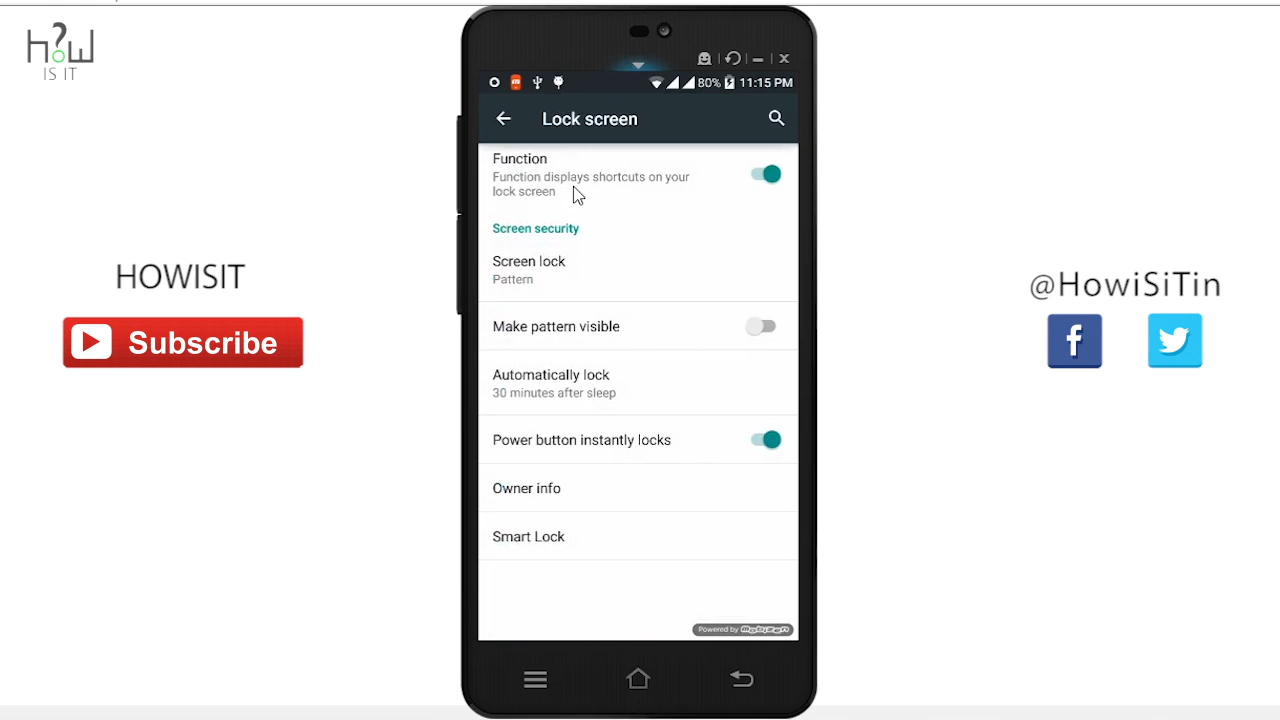 h?w
IS IT
80% 11:15 PM
Lock screen
Function
Function displays shortcuts on your
lock screen
Screen security
Screen lock
Pattern
Make pattern visible
Automatically lock
30 minutes after sleep
Power button instantly locks
Owner info
Smart Lock
Powered by mobizen
HOWISIT
Subscribe
@HowiSiTin
f